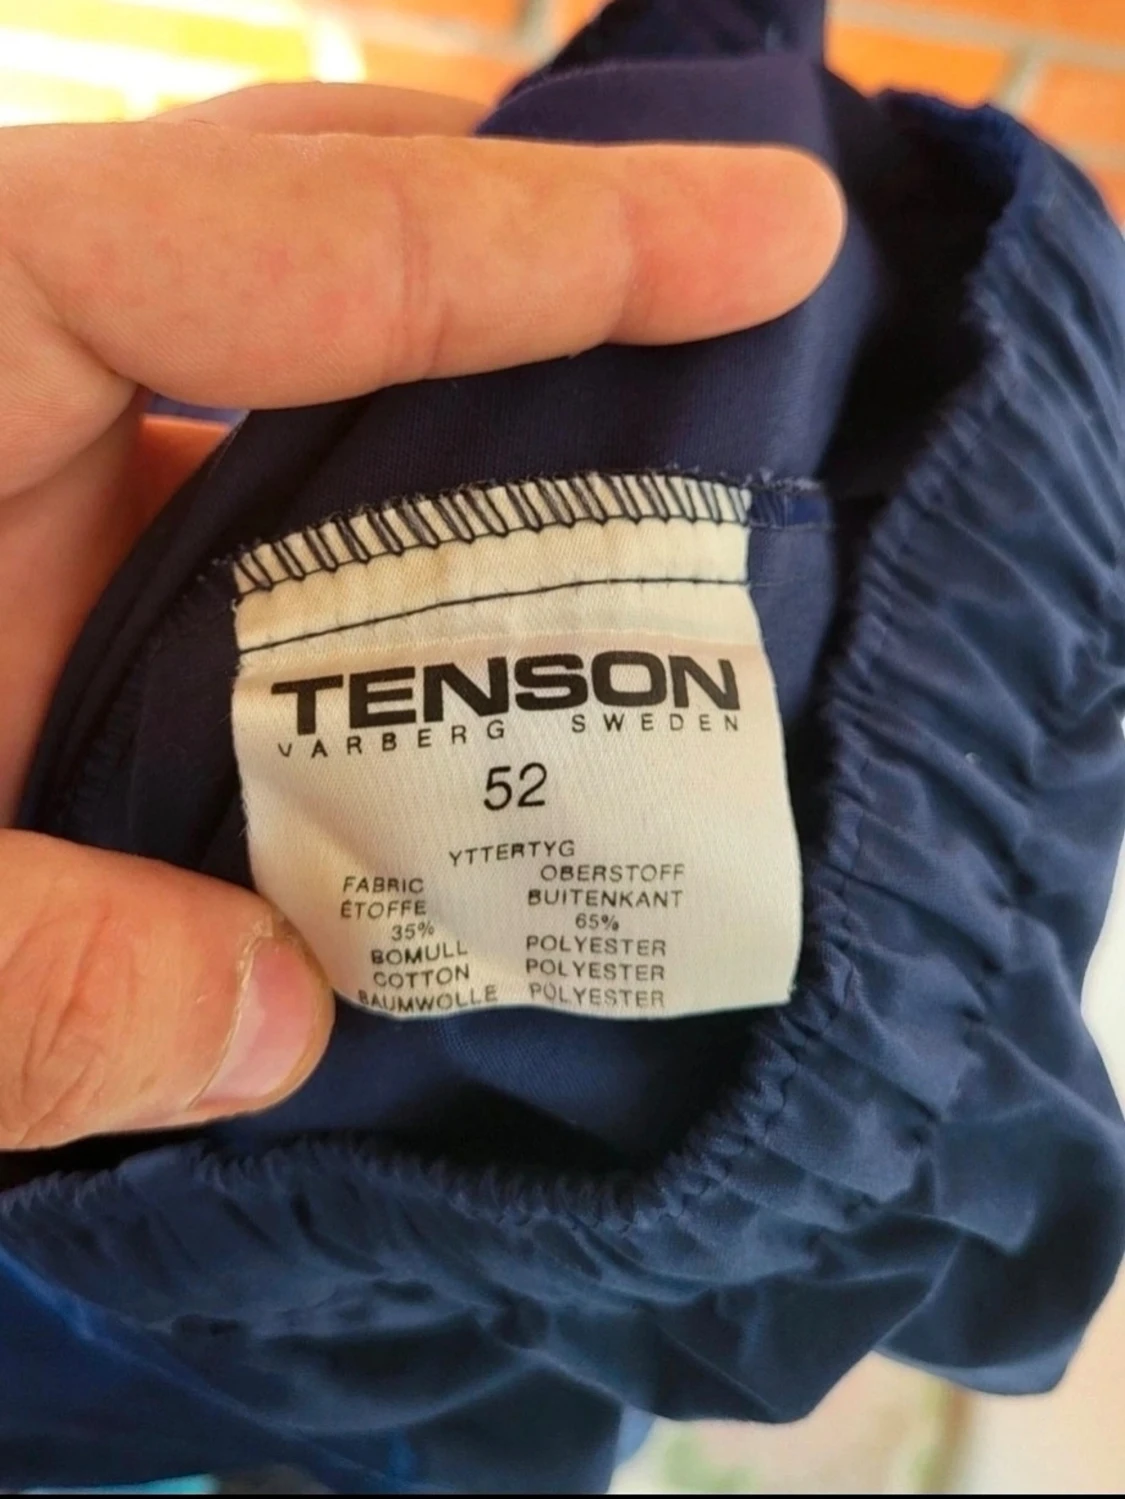 TENSON
VARBERG SWEDEN
52
YTTERTYG
FABRIC OBERSTOFF
ÉTOFFE BUITENKANT
35% 65%
BOMULL POLYESTER
COTTON POLYESTER
BAUMWOLLE POLYESTER